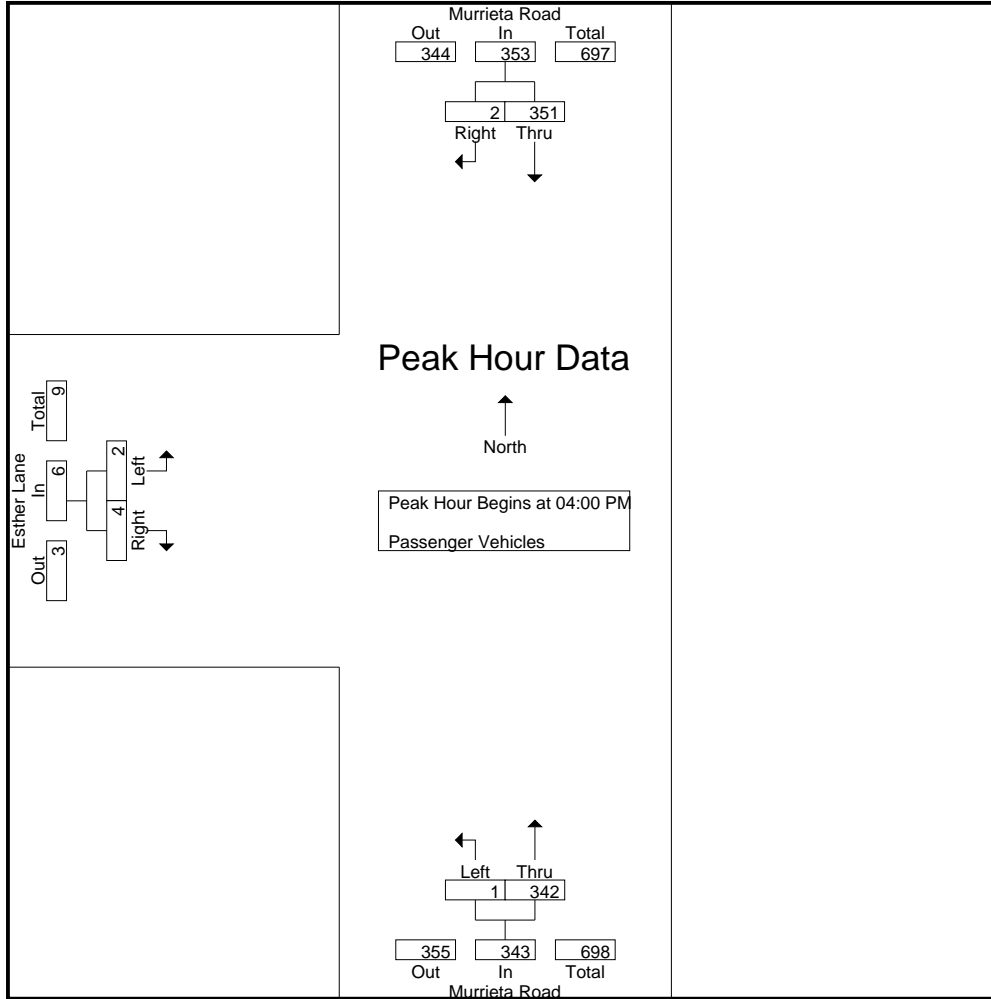 Murrieta Road
Out In Total
344 353 697
2 351
Right Thru
Peak Hour Data
North
Peak Hour Begins at 04:00 PM
Passenger Vehicles
Esther Lane
Out In Total
3 6 9
Right Left
4 2
Left Thru
1 342
355 343 698
Out In Total
Murrieta Road